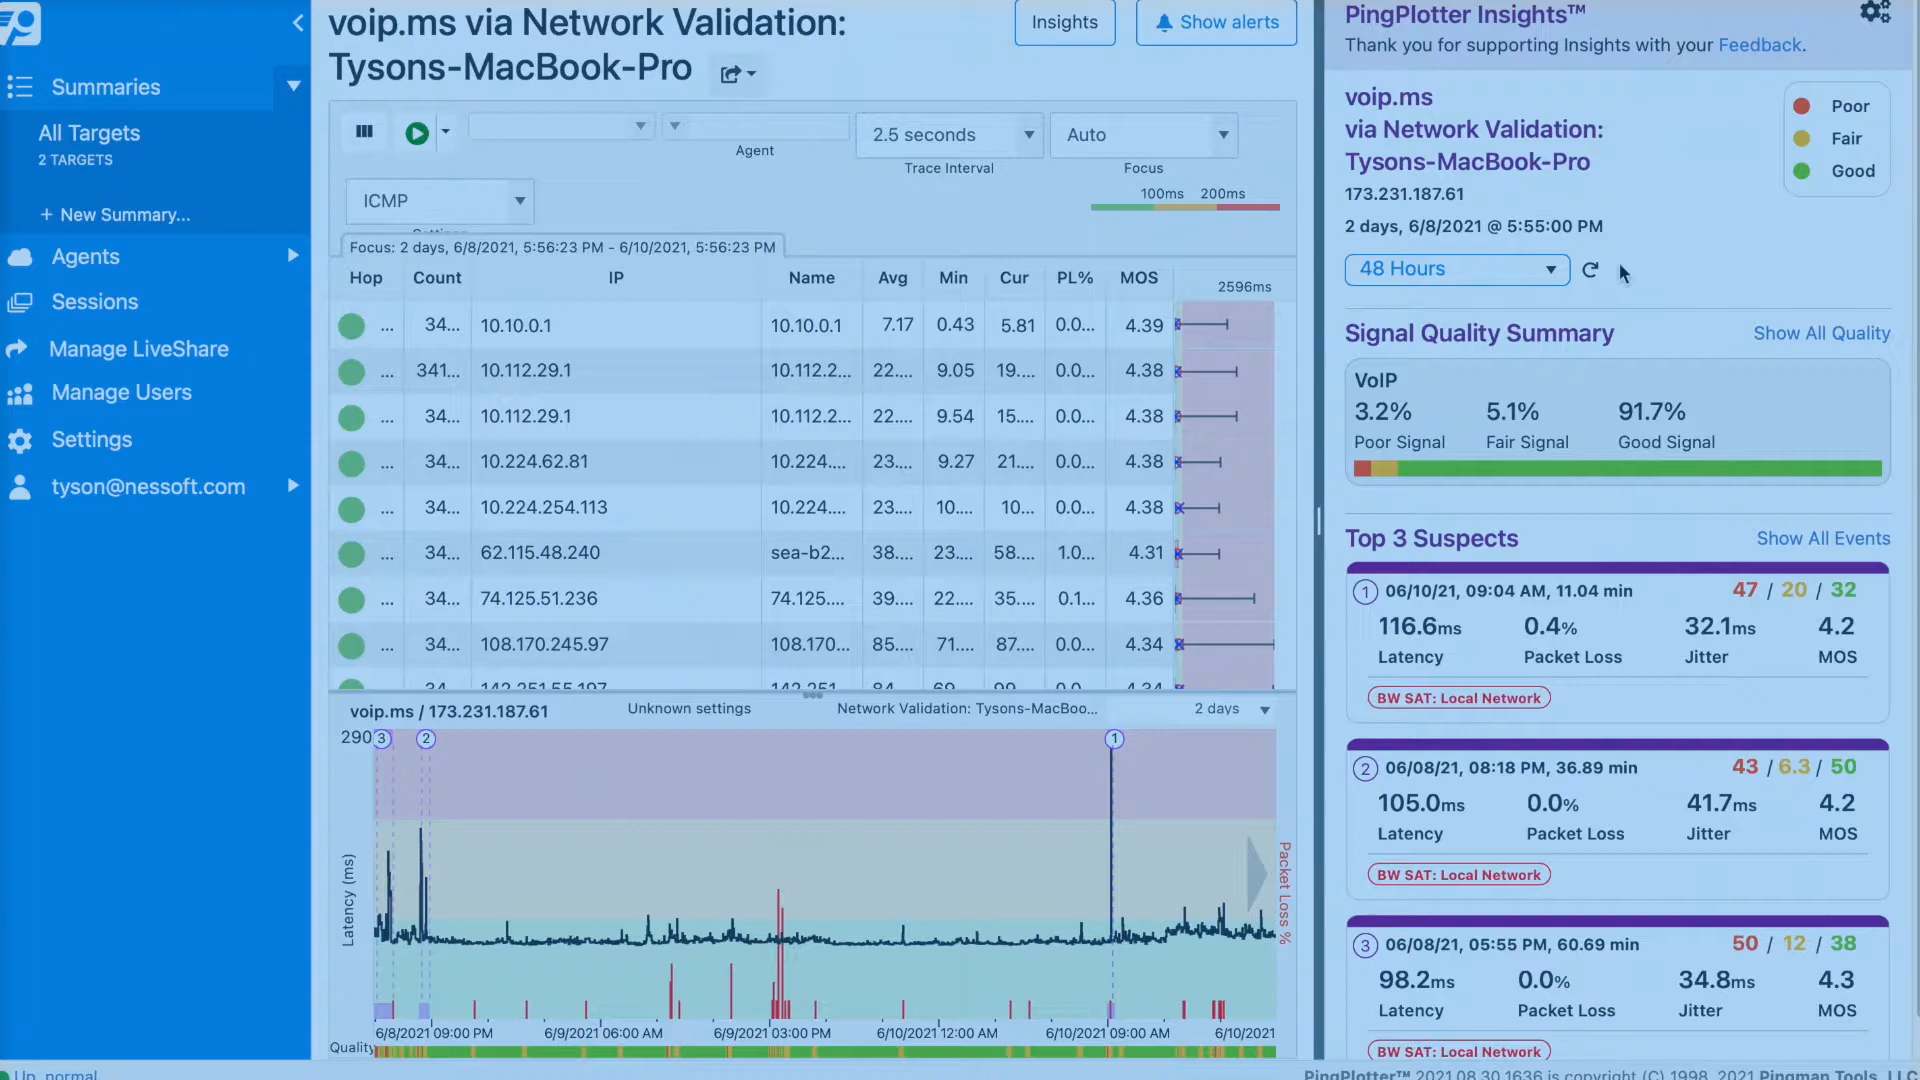 voip.ms via Network Validation:
Tysons-MacBook-Pro
Insights
Show alerts
Summaries
All Targets
2 TARGETS
+ New Summary...
Agents
Sessions
Manage LiveShare
Manage Users
Settings
tyson@nessoft.com
Agent
2.5 seconds
Trace Interval
Auto
Focus
ICMP
100ms 200ms
Focus: 2 days, 6/8/2021, 5:56:23 PM - 6/10/2021, 5:56:23 PM
Hop Count IP Name Avg Min Cur PL% MOS 2596ms
... 34... 10.10.0.1 10.10.0.1 7.17 0.43 5.81 0.0... 4.39
... 341... 10.112.29.1 10.112.2... 22.... 9.05 19.... 0.0... 4.38
... 34... 10.112.29.1 10.112.2... 22.... 9.54 15.... 0.0... 4.38
... 34... 10.224.62.81 10.224.... 23.... 9.27 21.... 0.0... 4.38
... 34... 10.224.254.113 10.224.... 23.... 10.... 10... 0.0... 4.38
... 34... 62.115.48.240 sea-b2... 38.... 23.... 58.... 1.0... 4.31
... 34... 74.125.51.236 74.125.... 39.... 22.... 35.... 0.1... 4.36
... 34... 108.170.245.97 108.170... 85.... 71.... 87.... 0.0... 4.34
voip.ms / 173.231.187.61 Unknown settings Network Validation: Tysons-MacBoo... 2 days
290
3 2 1
Latency (ms)
Packet Loss %
6/8/2021 09:00 PM 6/9/2021 06:00 AM 6/9/2021 03:00 PM 6/10/2021 12:00 AM 6/10/2021 09:00 AM 6/10/2021
Quality
PingPlotter Insights™
Thank you for supporting Insights with your Feedback.
voip.ms
via Network Validation:
Tysons-MacBook-Pro
173.231.187.61
2 days, 6/8/2021 @ 5:55:00 PM
Poor
Fair
Good
48 Hours
Signal Quality Summary Show All Quality
VoIP
3.2% 5.1% 91.7%
Poor Signal Fair Signal Good Signal
Top 3 Suspects Show All Events
1 06/10/21, 09:04 AM, 11.04 min 47 / 20 / 32
116.6ms 0.4% 32.1ms 4.2
Latency Packet Loss Jitter MOS
BW SAT: Local Network
2 06/08/21, 08:18 PM, 36.89 min 43 / 6.3 / 50
105.0ms 0.0% 41.7ms 4.2
Latency Packet Loss Jitter MOS
BW SAT: Local Network
3 06/08/21, 05:55 PM, 60.69 min 50 / 12 / 38
98.2ms 0.0% 34.8ms 4.3
Latency Packet Loss Jitter MOS
BW SAT: Local Network
Up, normal
PingPlotter™ 2021.08.30.1636 is copyright (C) 1998, 2021 Pingman Tools, LLC